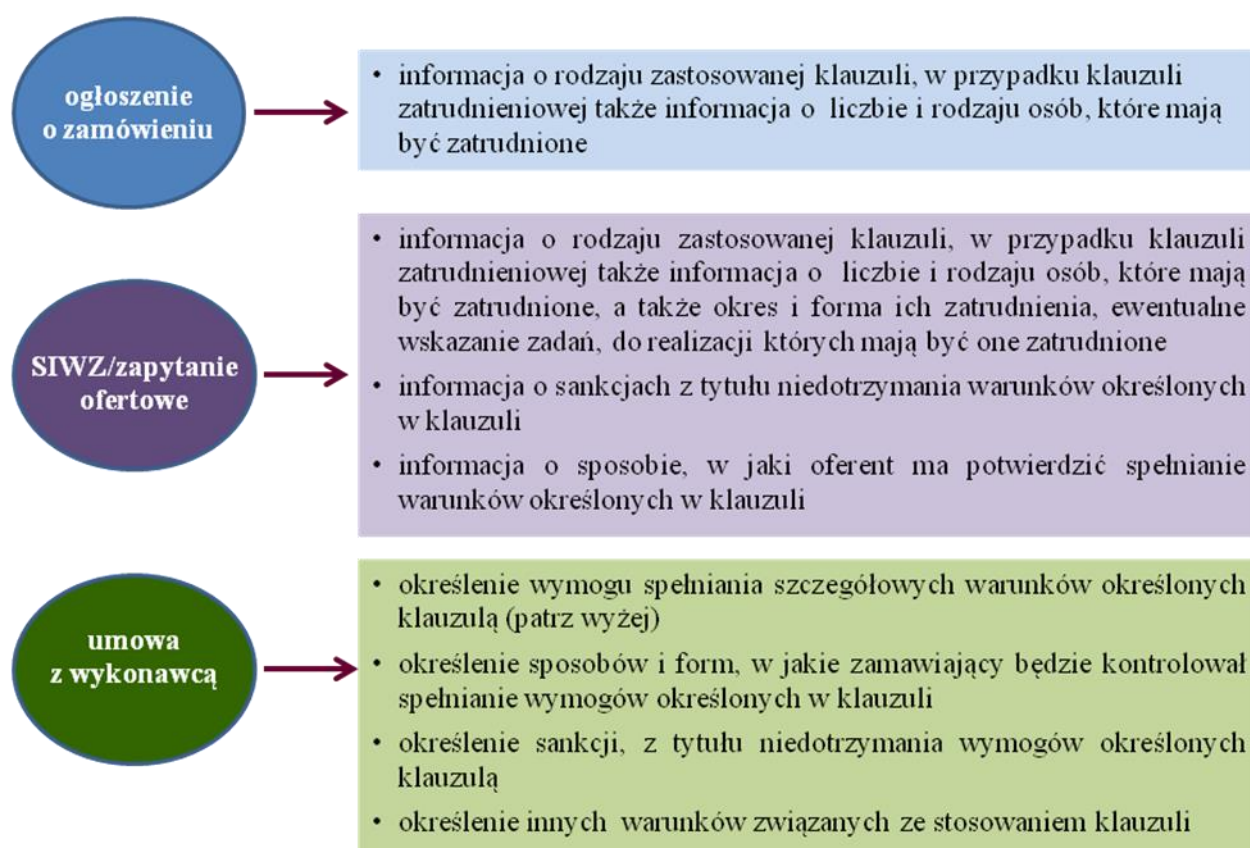 ogłoszenie
o zamówieniu
• informacja o rodzaju zastosowanej klauzuli, w przypadku klauzuli
zatrudnieniowej także informacja o liczbie i rodzaju osób, które mają
być zatrudnione
SIWZ/zapytanie
ofertowe
• informacja o rodzaju zastosowanej klauzuli, w przypadku klauzuli
zatrudnieniowej także informacja o liczbie i rodzaju osób, które mają
być zatrudnione, a także okres i forma ich zatrudnienia, ewentualne
wskazanie zadań, do realizacji których mają być one zatrudnione
• informacja o sankcjach z tytułu niedotrzymania warunków określonych
w klauzuli
• informacja o sposobie, w jaki oferent ma potwierdzić spełnianie
warunków określonych w klauzuli
umowa
z wykonawcą
• określenie wymogu spełniania szczegółowych warunków określonych
klauzulą (patrz wyżej)
• określenie sposobów i form, w jakie zamawiający będzie kontrolował
spełnianie wymogów określonych w klauzuli
• określenie sankcji, z tytułu niedotrzymania wymogów określonych
klauzulą
• określenie innych warunków związanych ze stosowaniem klauzuli